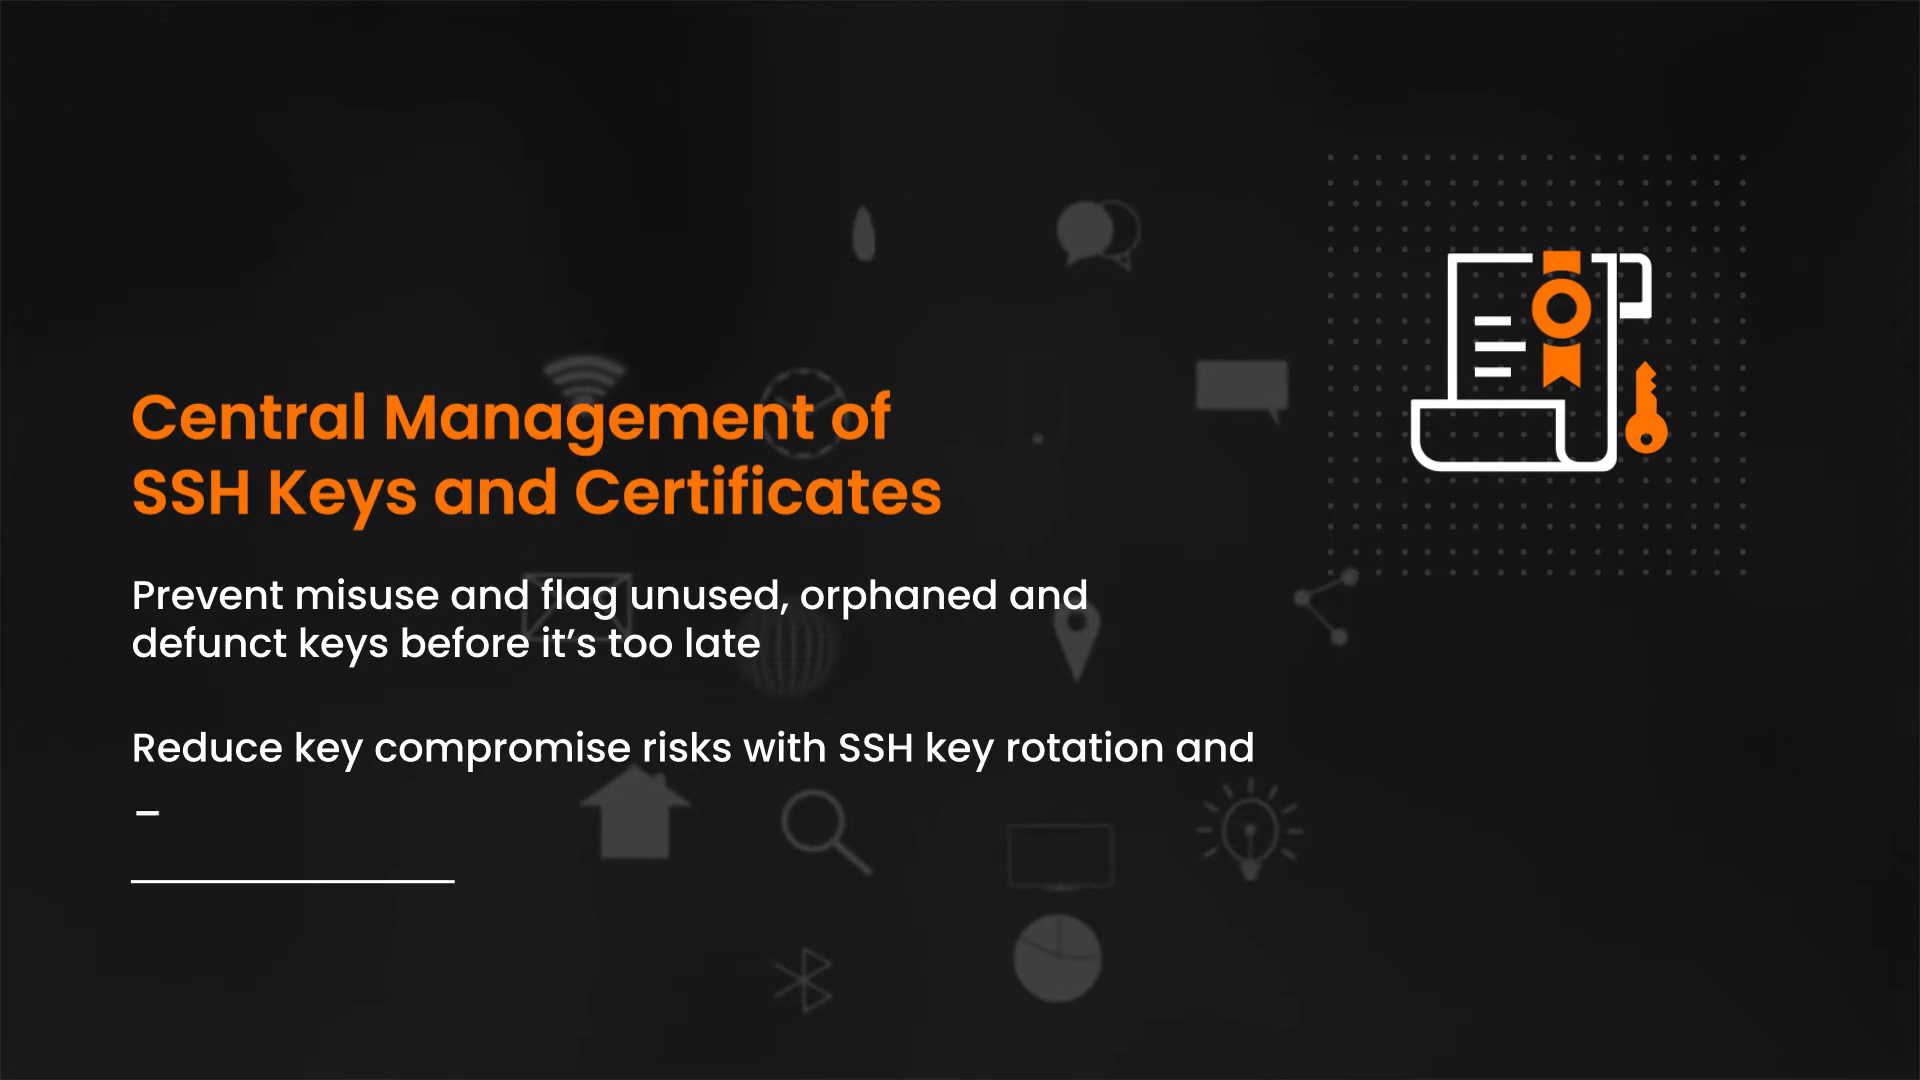 Central Management of
SSH Keys and Certificates
Prevent misuse and flag unused, orphaned and
defunct keys before it’s too late
Reduce key compromise risks with SSH key rotation and
–